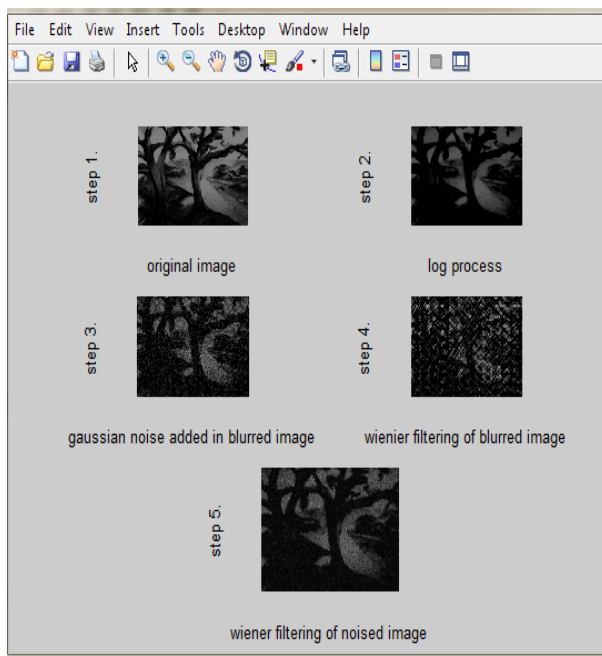 File Edit View Insert Tools Desktop Window Help
step 1.
original image
step 2.
log process
step 3.
gaussian noise added in blurred image
step 4.
wienier filtering of blurred image
step 5.
wiener filtering of noised image